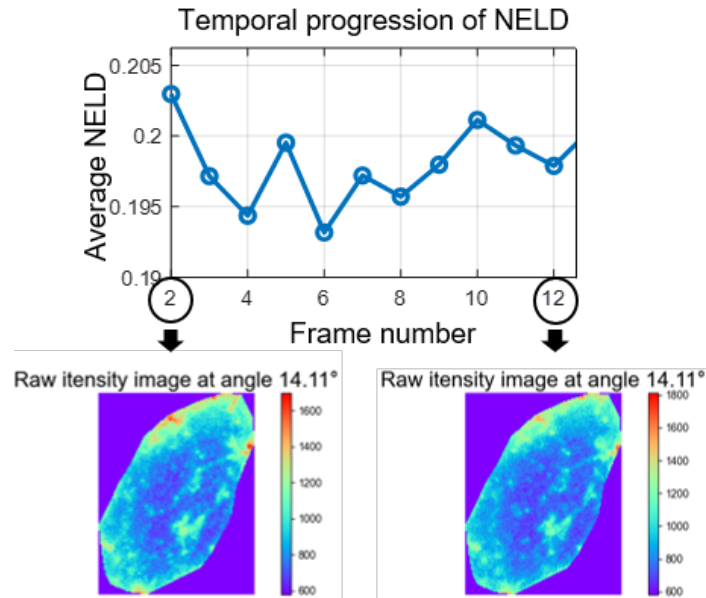 Temporal progression of NELD
Average NELD
0.205
0.2
0.195
0.19
2 4 6 8 10 12
Frame number
Raw itensity image at angle 14.11°
1600
1400
1200
1000
800
600
Raw itensity image at angle 14.11°
1800
1600
1400
1200
1000
800
600